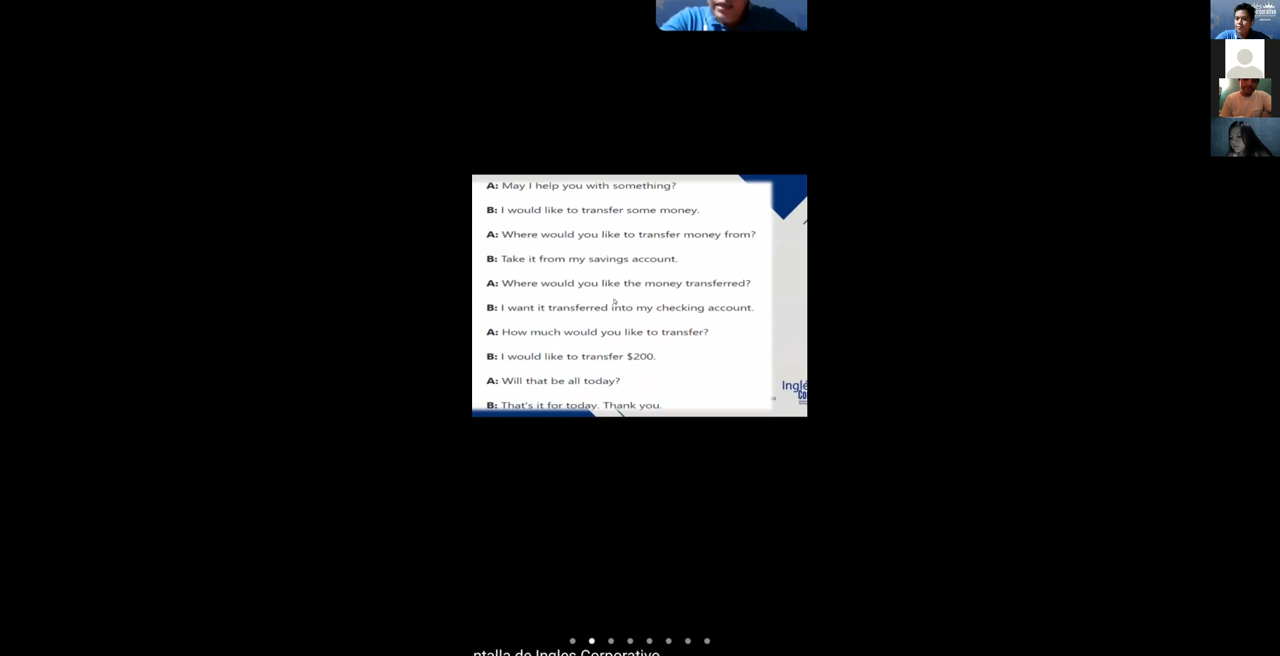 A: May I help you with something?
B: I would like to transfer some money.
A: Where would you like to transfer money from?
B: Take it from my savings account.
A: Where would you like the money transferred?
B: I want it transferred into my checking account.
A: How much would you like to transfer?
B: I would like to transfer $200.
A: Will that be all today?
B: That's it for today. Thank you.
ntalla de Ingles Corporativo